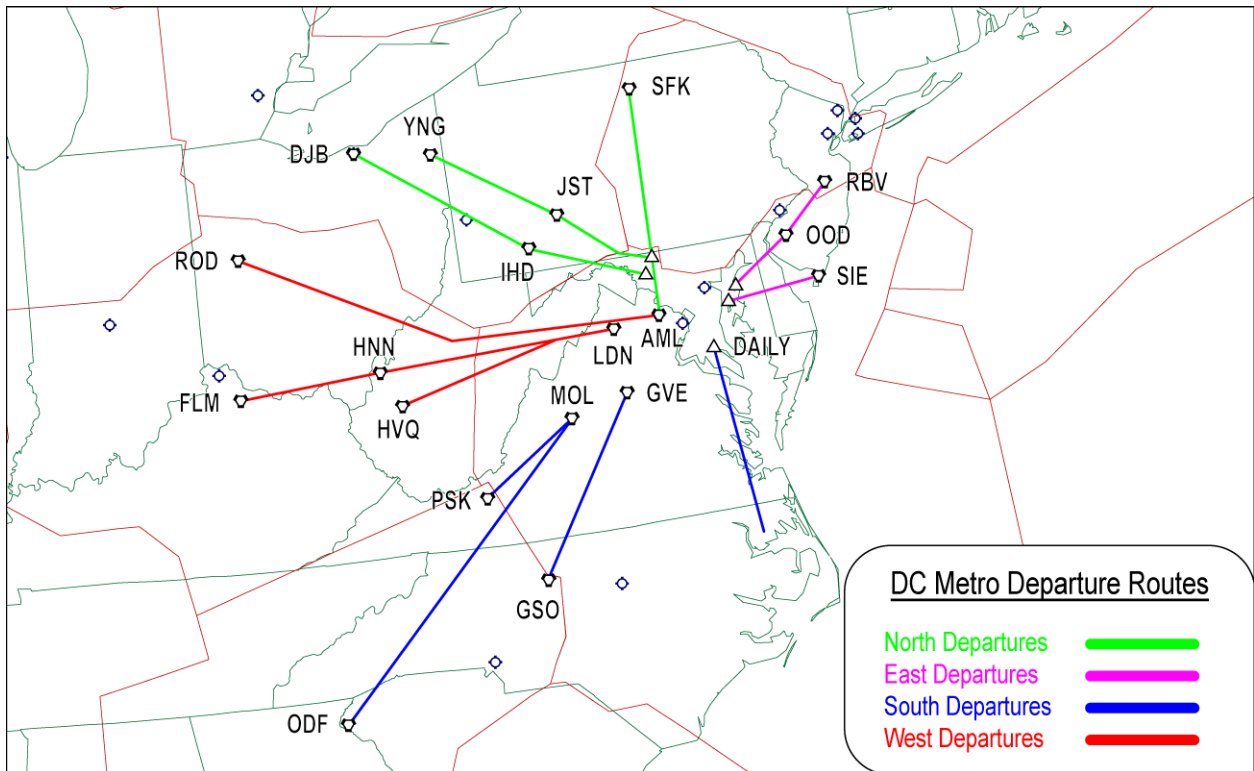 SFK
YNG
DJB
JST
RBV
OOD
ROD
IHD
SIE
AML
LDN
DAILY
HNN
MOL
GVE
FLM
HVQ
PSK
GSO
ODF
DC Metro Departure Routes
North Departures
East Departures
South Departures
West Departures